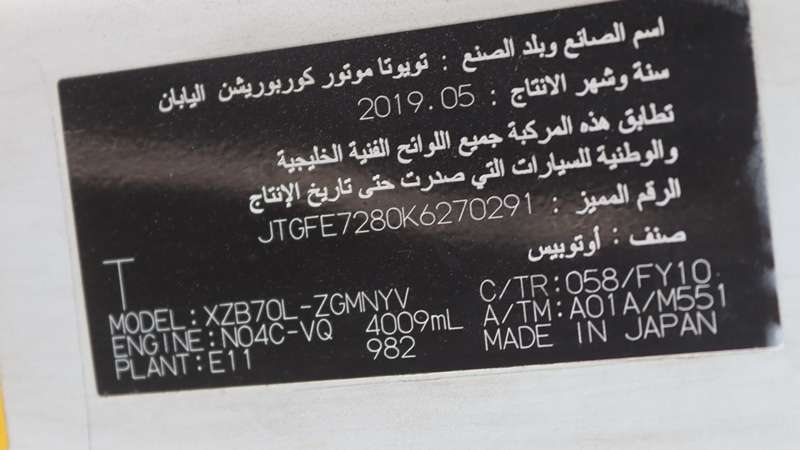 اسم الصانع وبلد الصنع : تويوتا موتور كوربوريشن اليابان
سنة وشهر الانتاج : 2019.05
تطابق هذه المركبة جميع اللوائح الفنية الخليجية
والوطنية للسيارات التي صدرت حتى تاريخ الإنتاج
الرقم المميز : JTGFE7280K6270291
صنف : أوتوبيس
T
MODEL:XZB70L-ZGMNYV C/TR:058/FY10
ENGINE:N04C-VQ 4009mL A/TM:A01A/M551
PLANT:E11 982 MADE IN JAPAN